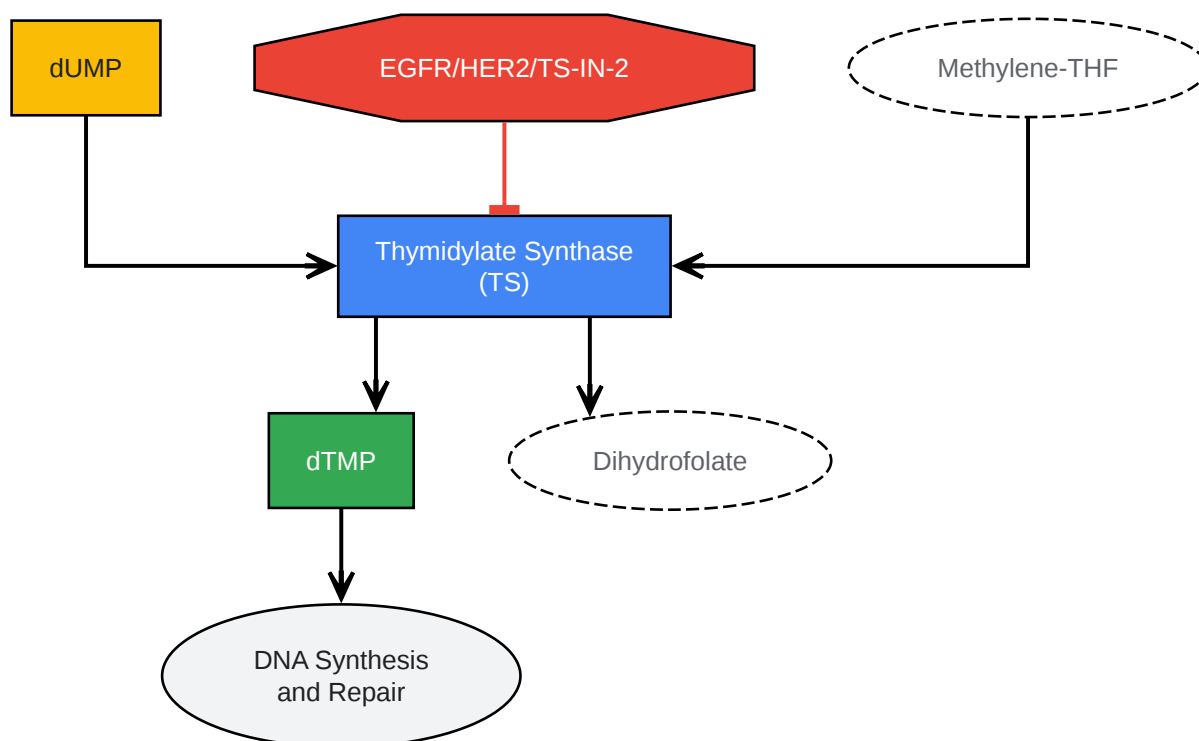 dUMP
EGFR/HER2/TS-IN-2
Methylene-THF
Thymidylate Synthase
(TS)
dTMP
Dihydrofolate
DNA Synthesis
and Repair